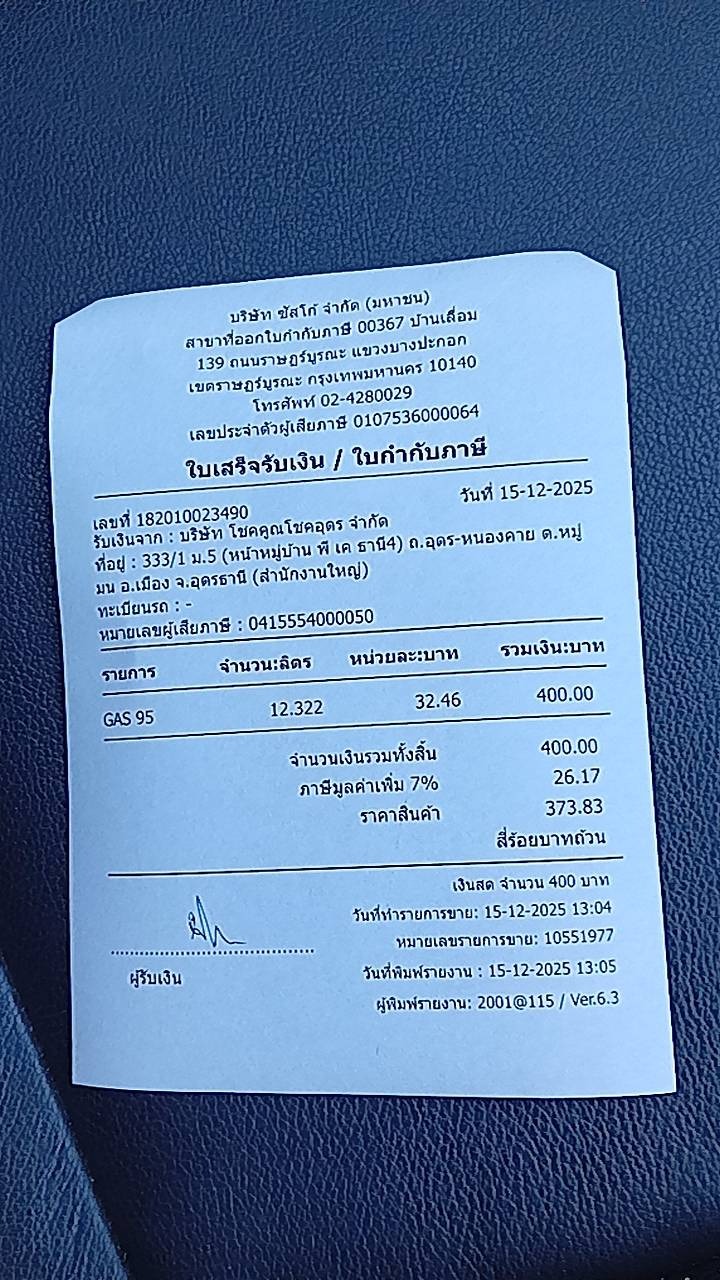 บริษัท ซัสโก้ จำกัด (มหาชน)
สาขาที่ออกใบกำกับภาษี 00367 บ้านเลื่อม
139 ถนนราษฎร์บูรณะ แขวงบางปะกอก
เขตราษฎร์บูรณะ กรุงเทพมหานคร 10140
โทรศัพท์ 02-4280029
เลขประจำตัวผู้เสียภาษี 0107536000064
ใบเสร็จรับเงิน / ใบกำกับภาษี
เลขที่ 182010023490 วันที่ 15-12-2025
รับเงินจาก : บริษัท โชคคูณโชคอุดร จำกัด
ที่อยู่ : 333/1 ม.5 (หน้าหมู่บ้าน พี เค ธานี4) ถ.อุดร-หนองคาย ต.หมู่
มน อ.เมือง จ.อุดรธานี (สำนักงานใหญ่)
ทะเบียนรถ : -
หมายเลขผู้เสียภาษี : 0415554000050
รายการ จำนวน:ลิตร หน่วยละ:บาท รวมเงิน:บาท
GAS 95 12.322 32.46 400.00
จำนวนเงินรวมทั้งสิ้น 400.00
ภาษีมูลค่าเพิ่ม 7% 26.17
ราคาสินค้า 373.83
สี่ร้อยบาทถ้วน
เงินสด จำนวน 400 บาท
วันที่ทำรายการขาย: 15-12-2025 13:04
หมายเลขรายการขาย: 10551977
ผู้รับเงิน
วันที่พิมพ์รายงาน : 15-12-2025 13:05
ผู้พิมพ์รายงาน: 2001@115 / Ver.6.3